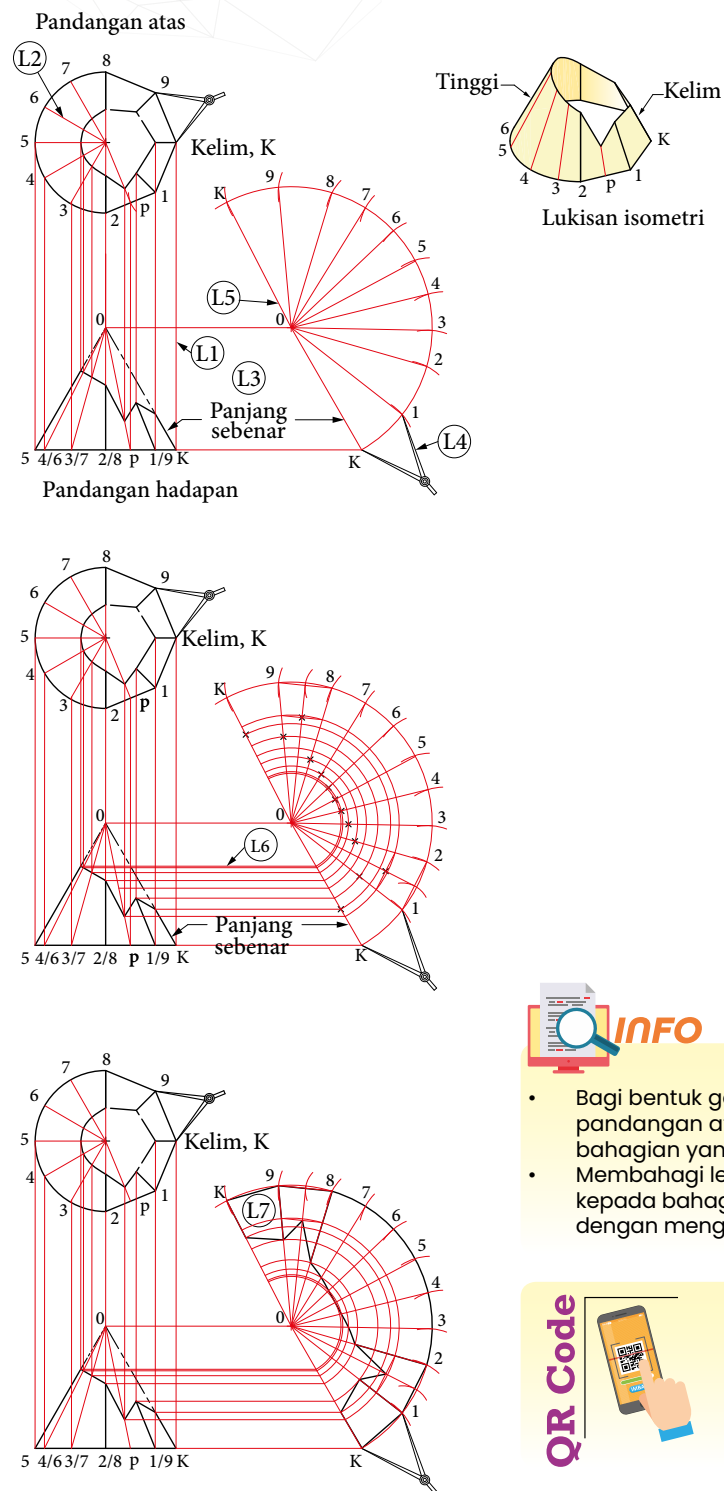 Pandangan atas
L2
7
8
9
6
5
Kelim, K
4
3
2
p
1
Tinggi
Kelim
6
5
4
3
2
p
1
K
Lukisan isometri
K
9
8
7
6
5
4
3
2
1
K
L5
0
0
L1
L3
Panjang
sebenar
L4
5 4/6 3/7 2/8 p 1/9 K
Pandangan hadapan
8
7
9
6
5
Kelim, K
4
3
2
p
1
K
9
8
7
6
5
4
3
2
1
K
0
0
L6
Panjang
sebenar
5 4/6 3/7 2/8 p 1/9 K
INFO
• Bagi bentuk ge
pandangan a
bahagian yan
• Membahagi le
kepada bahag
dengan meng
8
7
9
6
5
Kelim, K
4
3
2
p
1
K
9
8
7
6
5
4
3
2
1
K
L7
0
0
5 4/6 3/7 2/8 p 1/9 K
QR Code